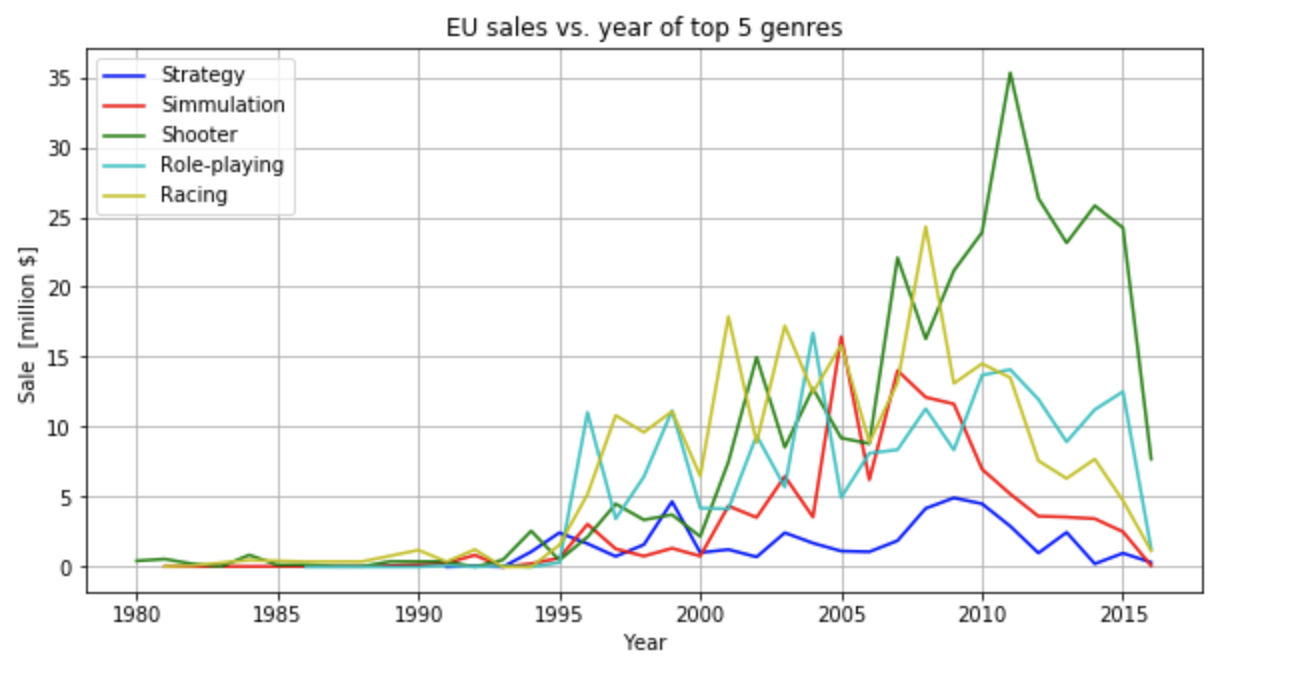 EU sales vs. year of top 5 genres
Strategy
Simmulation
Shooter
Role-playing
Racing
35
30
25
20
15
10
5
0
Sale [million $]
1980 1985 1990 1995 2000 2005 2010 2015
Year